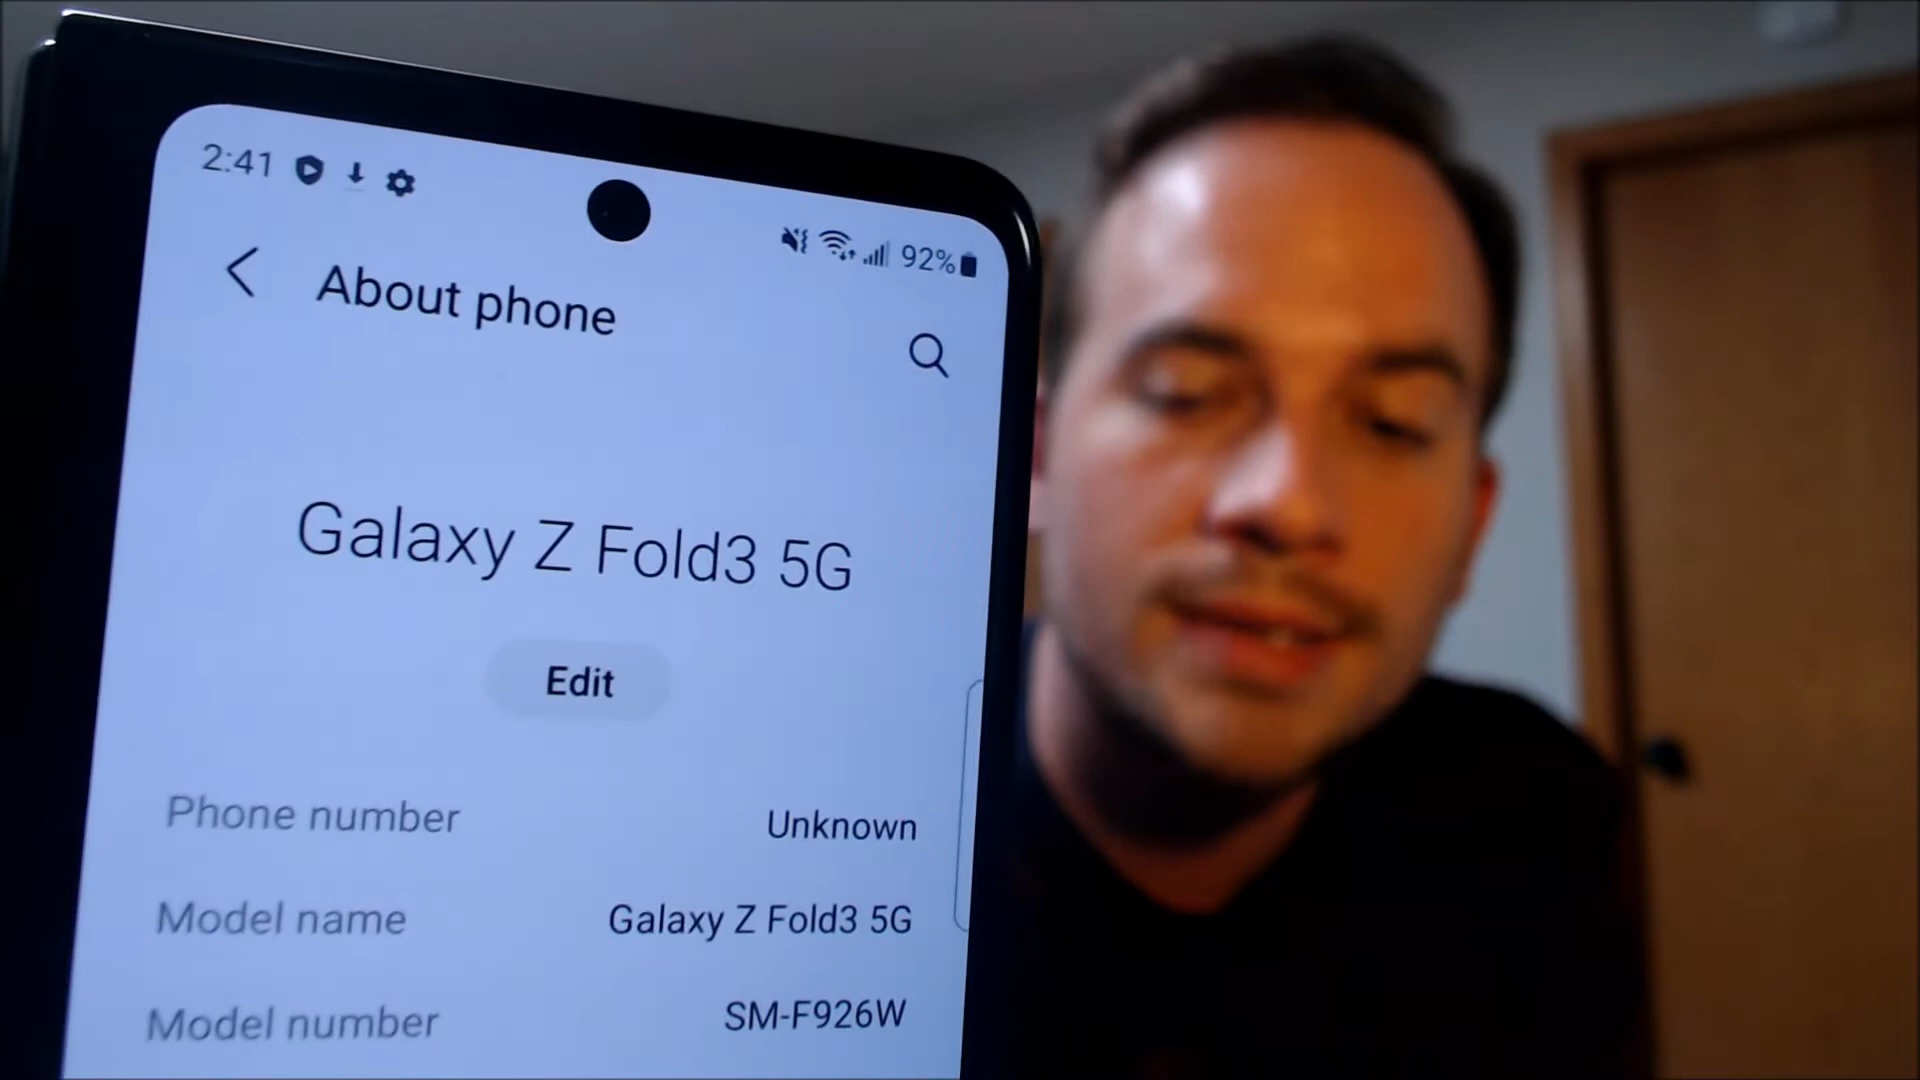 2:41 92%
About phone
Galaxy Z Fold3 5G
Edit
Phone number Unknown
Model name Galaxy Z Fold3 5G
Model number SM-F926W